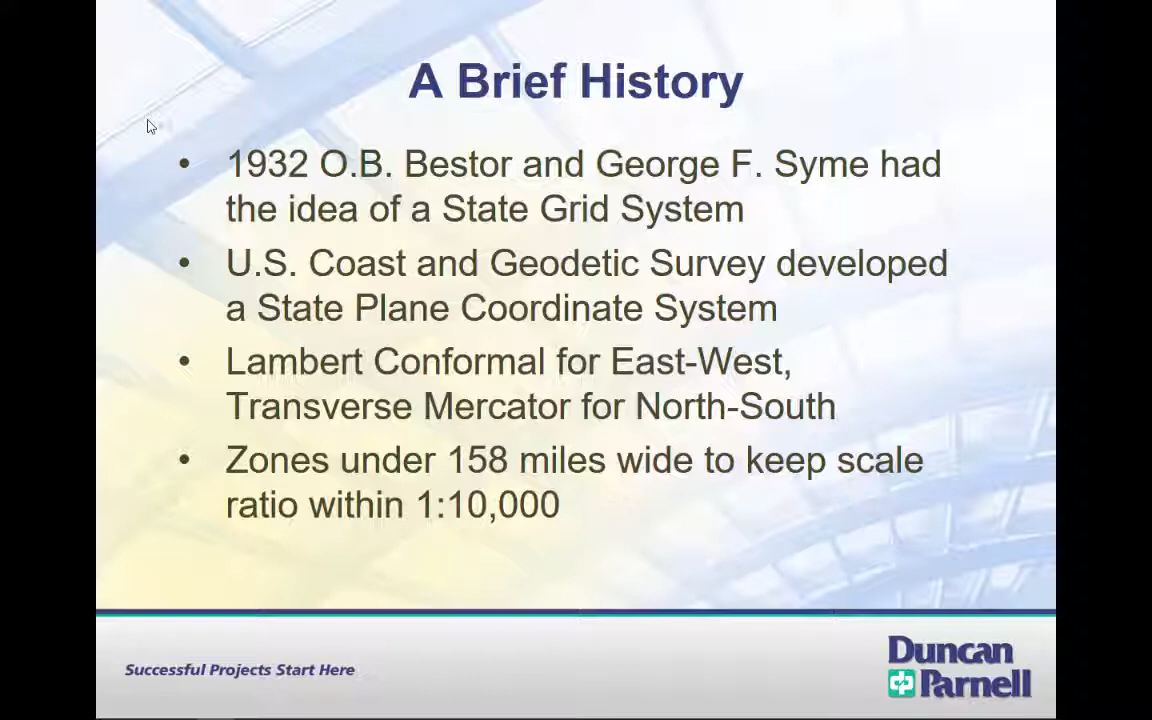 A Brief History
• 1932 O.B. Bestor and George F. Syme had
the idea of a State Grid System
• U.S. Coast and Geodetic Survey developed
a State Plane Coordinate System
• Lambert Conformal for East-West,
Transverse Mercator for North-South
• Zones under 158 miles wide to keep scale
ratio within 1:10,000
Successful Projects Start Here
Duncan
Parnell